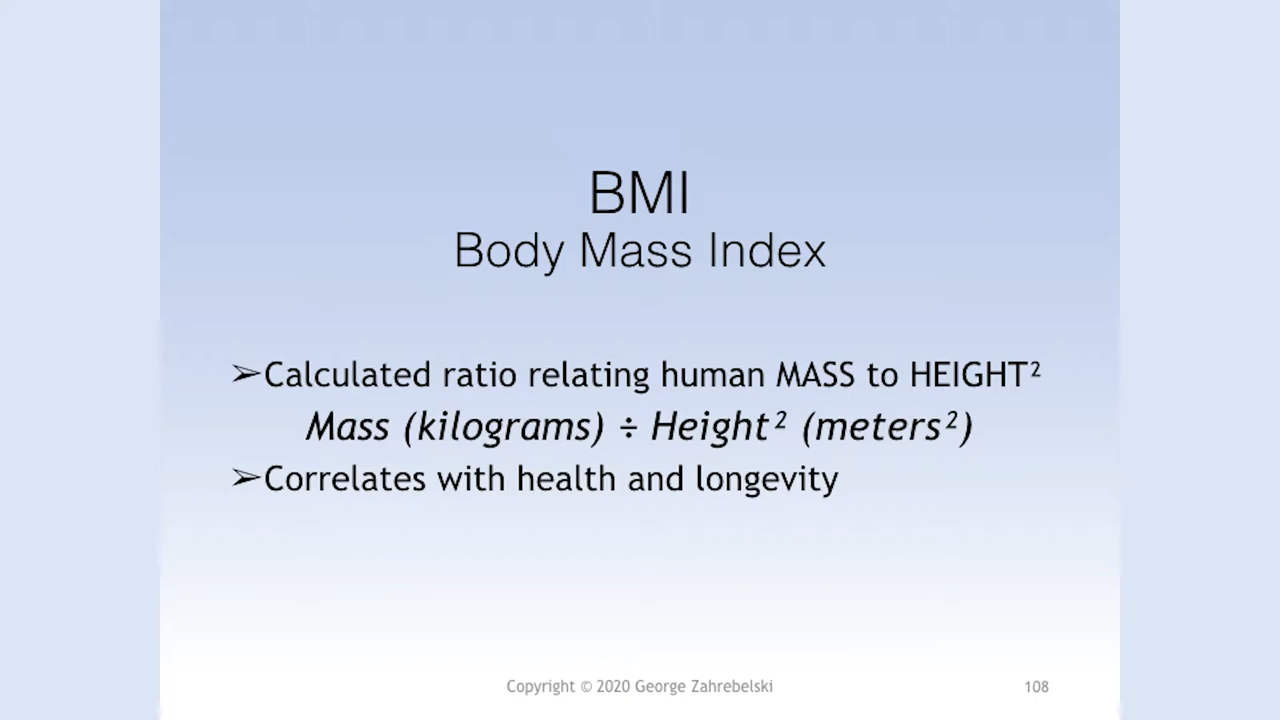 BMI
Body Mass Index
➢Calculated ratio relating human MASS to HEIGHT²
Mass (kilograms) ÷ Height² (meters²)
➢Correlates with health and longevity
Copyright © 2020 George Zahrebelski
108